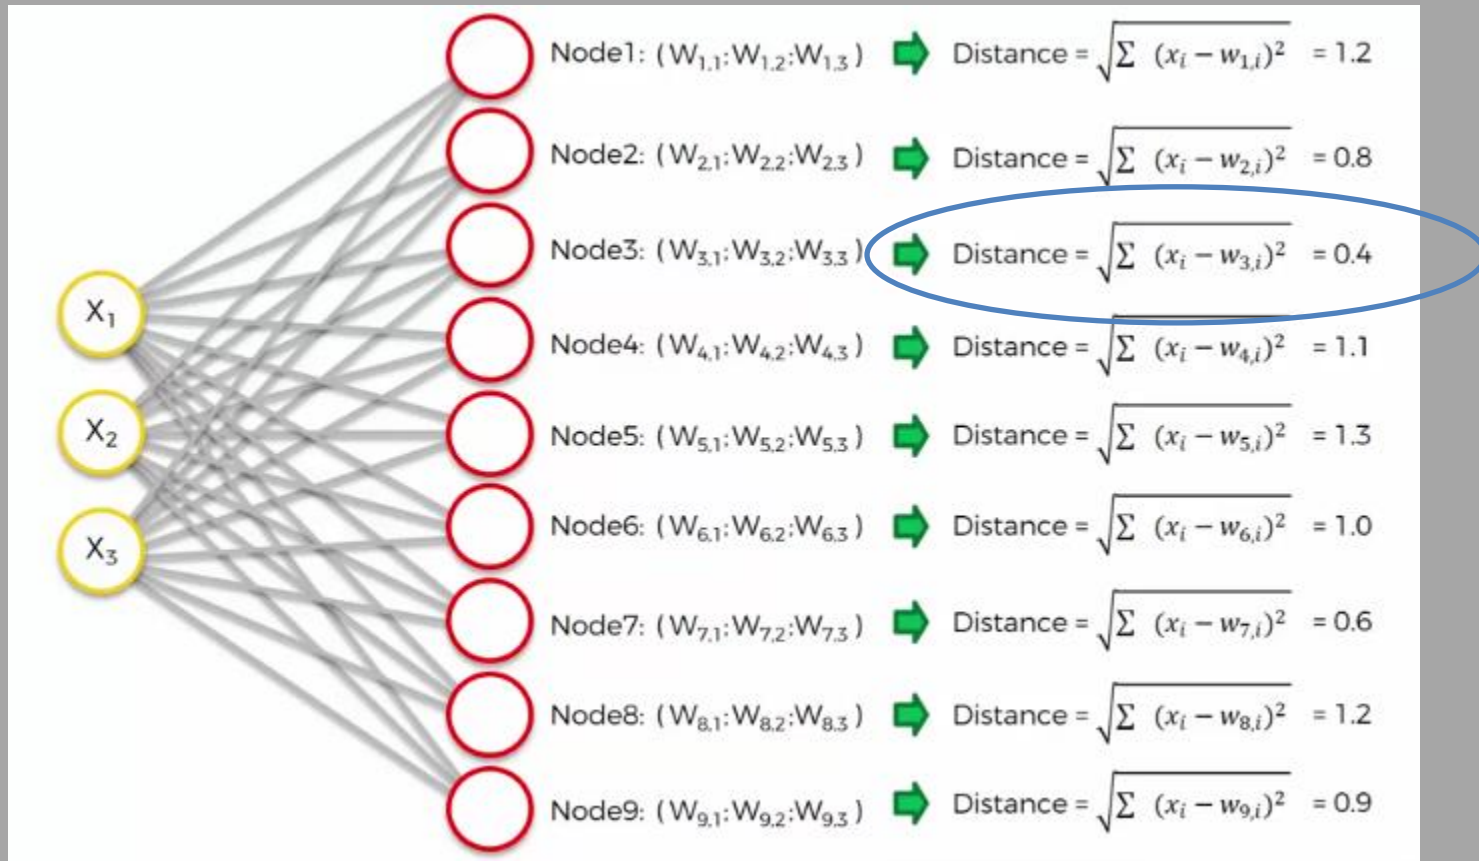 Node1: (W₁,₁:W₁,₂:W₁,₃) Distance = √Σ (xᵢ − w₁,ᵢ)² = 1.2
Node2: (W₂,₁:W₂,₂:W₂,₃) Distance = √Σ (xᵢ − w₂,ᵢ)² = 0.8
Node3: (W₃,₁:W₃,₂:W₃,₃) Distance = √Σ (xᵢ − w₃,ᵢ)² = 0.4
X₁
Node4: (W₄,₁:W₄,₂:W₄,₃) Distance = √Σ (xᵢ − w₄,ᵢ)² = 1.1
X₂
Node5: (W₅,₁:W₅,₂:W₅,₃) Distance = √Σ (xᵢ − w₅,ᵢ)² = 1.3
Node6: (W₆,₁:W₆,₂:W₆,₃) Distance = √Σ (xᵢ − w₆,ᵢ)² = 1.0
X₃
Node7: (W₇,₁:W₇,₂:W₇,₃) Distance = √Σ (xᵢ − w₇,ᵢ)² = 0.6
Node8: (W₈,₁:W₈,₂:W₈,₃) Distance = √Σ (xᵢ − w₈,ᵢ)² = 1.2
Node9: (W₉,₁:W₉,₂:W₉,₃) Distance = √Σ (xᵢ − w₉,ᵢ)² = 0.9